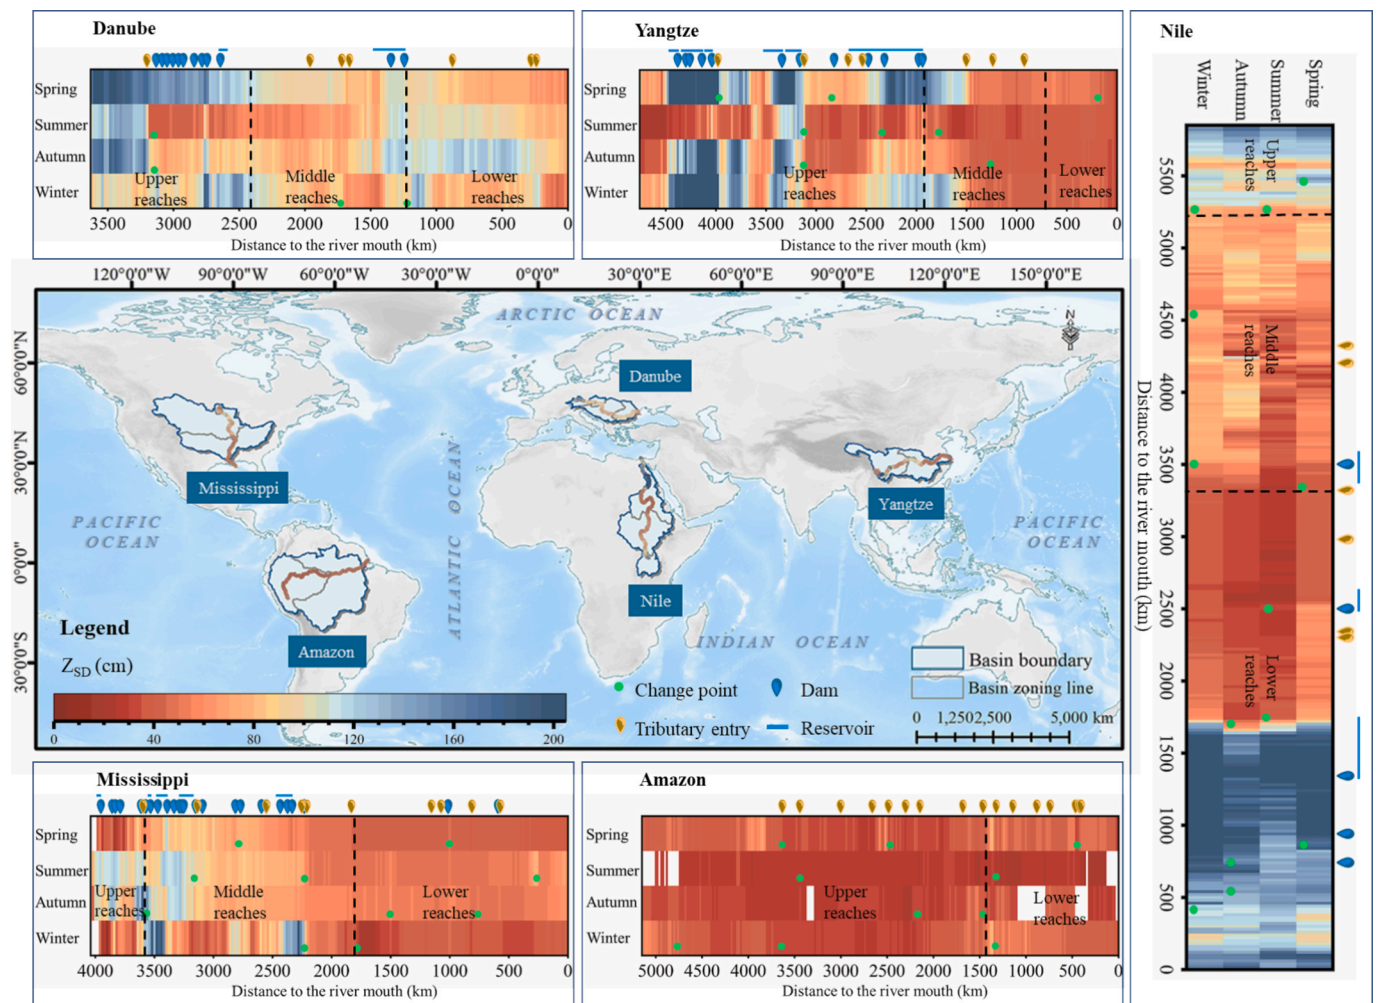 Danube
Spring
Summer
Autumn
Winter
Upper
reaches
Middle
reaches
Lower
reaches
3500 3000 2500 2000 1500 1000 500 0
Distance to the river mouth (km)
Yangtze
Spring
Summer
Autumn
Winter
Upper
reaches
Middle
reaches
Lower
reaches
4500 4000 3500 3000 2500 2000 1500 1000 500 0
Distance to the river mouth (km)
Nile
Winter
Autumn
Summer
Spring
Upper
reaches
Middle
reaches
Lower
reaches
5500
5000
4500
4000
3500
3000
2500
2000
1500
1000
500
0
Distance to the river mouth (km)
120°0'0"W 90°0'0"W 60°0'0"W 30°0'0"W 0°0'0" 30°0'0"E 60°0'0"E 90°0'0"E 120°0'0"E 150°0'0"E
60°0'0"N
30°0'0"N
0°0'0"
30°0'0"S
ARCTIC OCEAN
N
Danube
Mississippi
Yangtze
PACIFIC
OCEAN
ATLANTIC OCEAN
PACIFIC
OCEAN
Nile
Amazon
INDIAN OCEAN
Legend
ZSD (cm)
0 40 80 120 160 200
Change point
Dam
Tributary entry
Reservoir
Basin boundary
Basin zoning line
0 1,250 2,500 5,000 km
Mississippi
Spring
Summer
Autumn
Winter
Upper
reaches
Middle
reaches
Lower
reaches
4000 3500 3000 2500 2000 1500 1000 500 0
Distance to the river mouth (km)
Amazon
Spring
Summer
Autumn
Winter
Upper
reaches
Lower
reaches
5000 4500 4000 3500 3000 2500 2000 1500 1000 500 0
Distance to the river mouth (km)